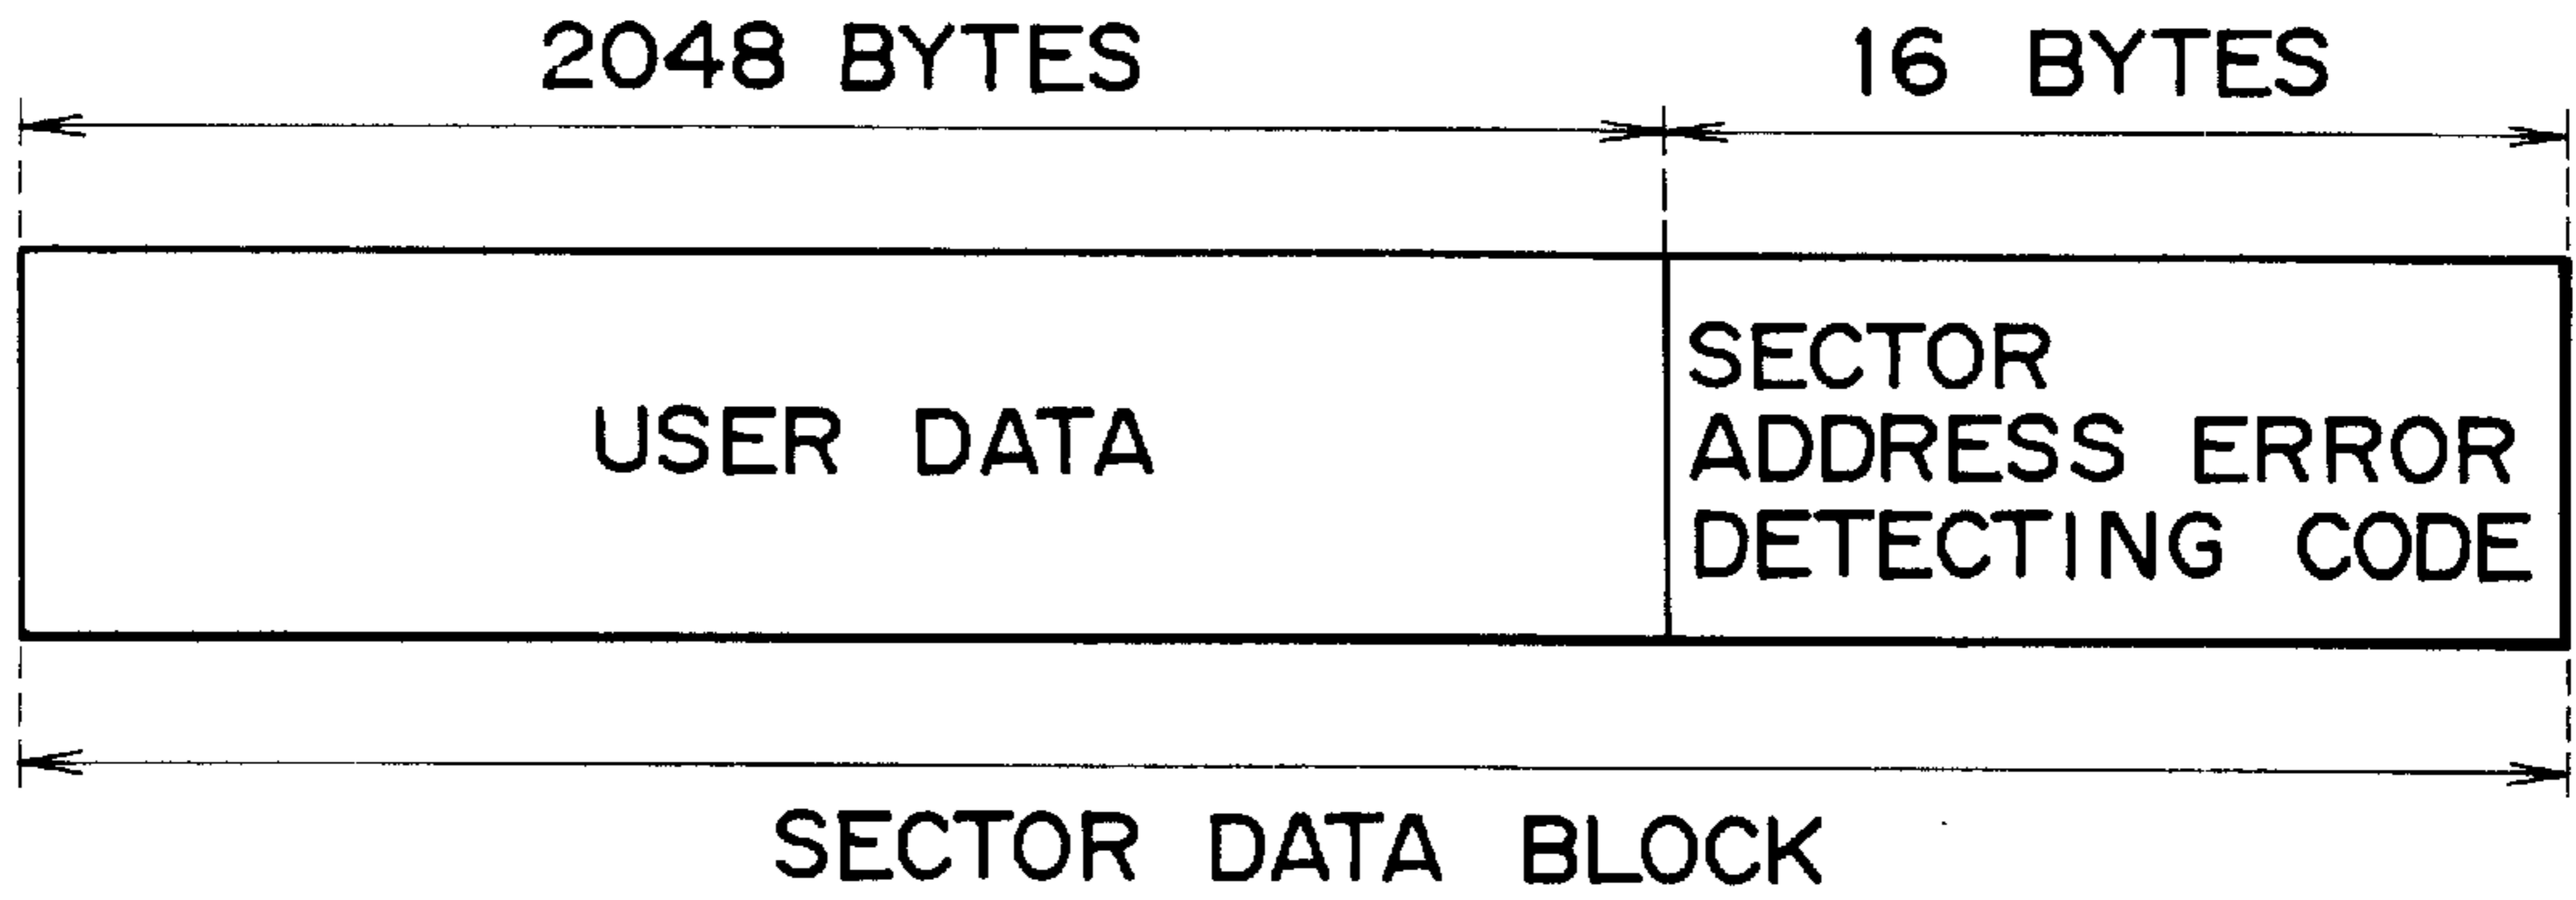 2048 BYTES
16 BYTES
USER DATA
SECTOR
ADDRESS ERROR
DETECTING CODE
SECTOR DATA BLOCK